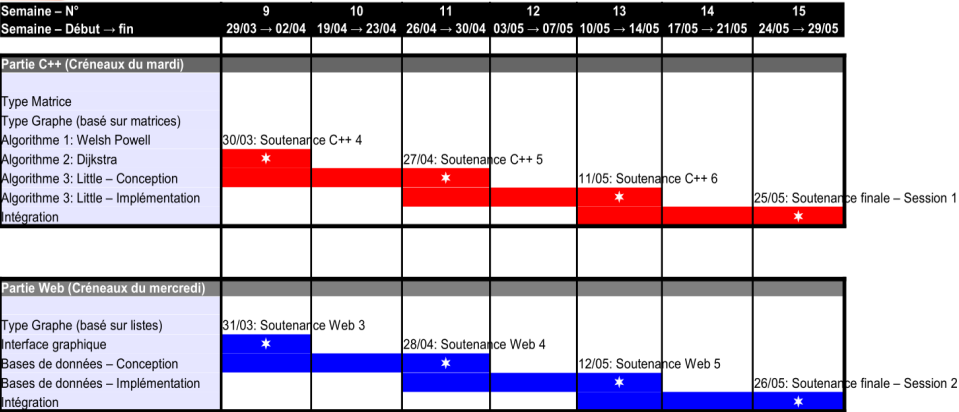 Semaine – N° 9 10 11 12 13 14 15
Semaine – Début → fin 29/03 → 02/04 19/04 → 23/04 26/04 → 30/04 03/05 → 07/05 10/05 → 14/05 17/05 → 21/05 24/05 → 29/05
Partie C++ (Créneaux du mardi)
Type Matrice
Type Graphe (basé sur matrices)
Algorithme 1: Welsh Powell 30/03: Soutenance C++ 4
Algorithme 2: Dijkstra 27/04: Soutenance C++ 5
Algorithme 3: Little – Conception 11/05: Soutenance C++ 6
Algorithme 3: Little – Implémentation 25/05: Soutenance finale – Session 1
Intégration
Partie Web (Créneaux du mercredi)
Type Graphe (basé sur listes) 31/03: Soutenance Web 3
Interface graphique 28/04: Soutenance Web 4
Bases de données – Conception 12/05: Soutenance Web 5
Bases de données – Implémentation 26/05: Soutenance finale – Session 2
Intégration